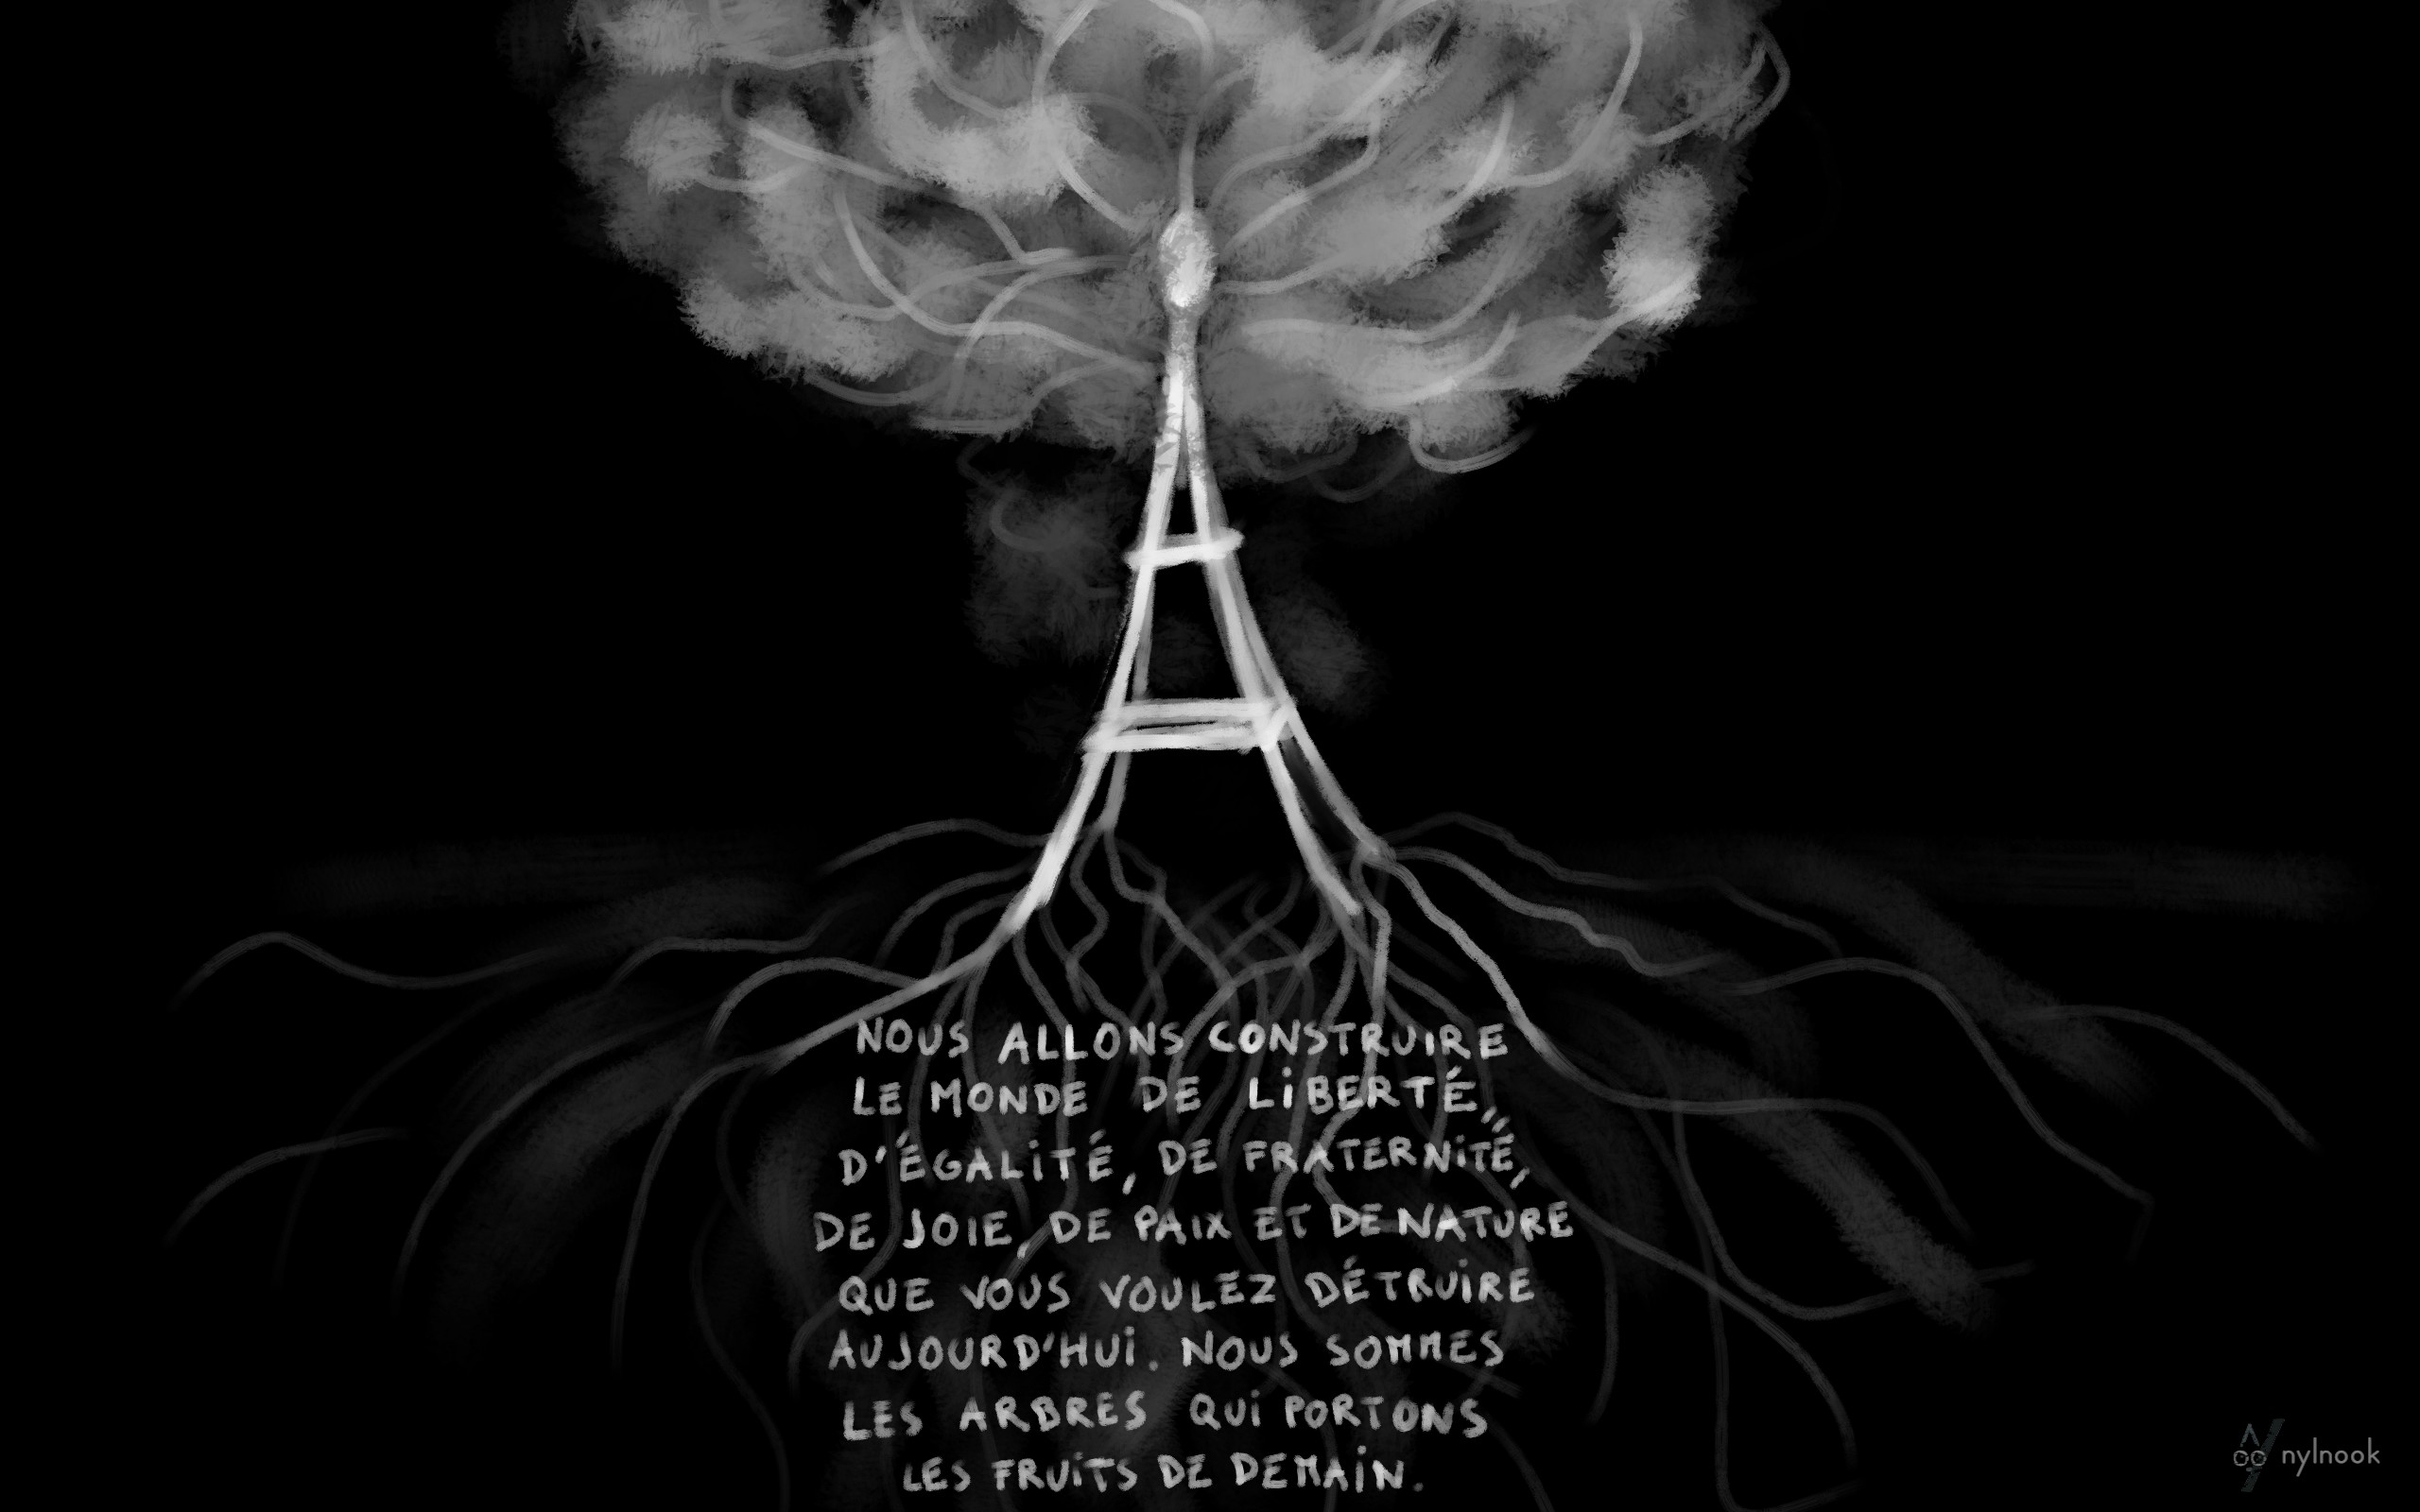 NOUS ALLONS CONSTRUIRE
LE MONDE DE LiBERTÉ,
D'ÉGALiTÉ, DE FRATERNiTÉ,
DE JOIE, DE PAIX ET DE NATURE
QUE VOUS VOULEZ DÉTRUiRE
AUJOURD'HUi. NOUS SOMMES
LES ARBRES QUi PORTONS
LES FRUiTS DE DEMAiN.
nylnook